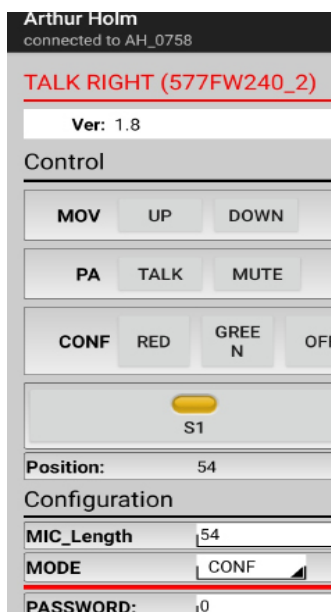 Arthur Holm
connected to AH_0758
TALK RIGHT (577FW240_2)
Ver: 1.8
Control
MOV UP DOWN
PA TALK MUTE
CONF RED GREE
N
S1
Position: 54
Configuration
MIC_Length 54
MODE CONF
PASSWORD: 0